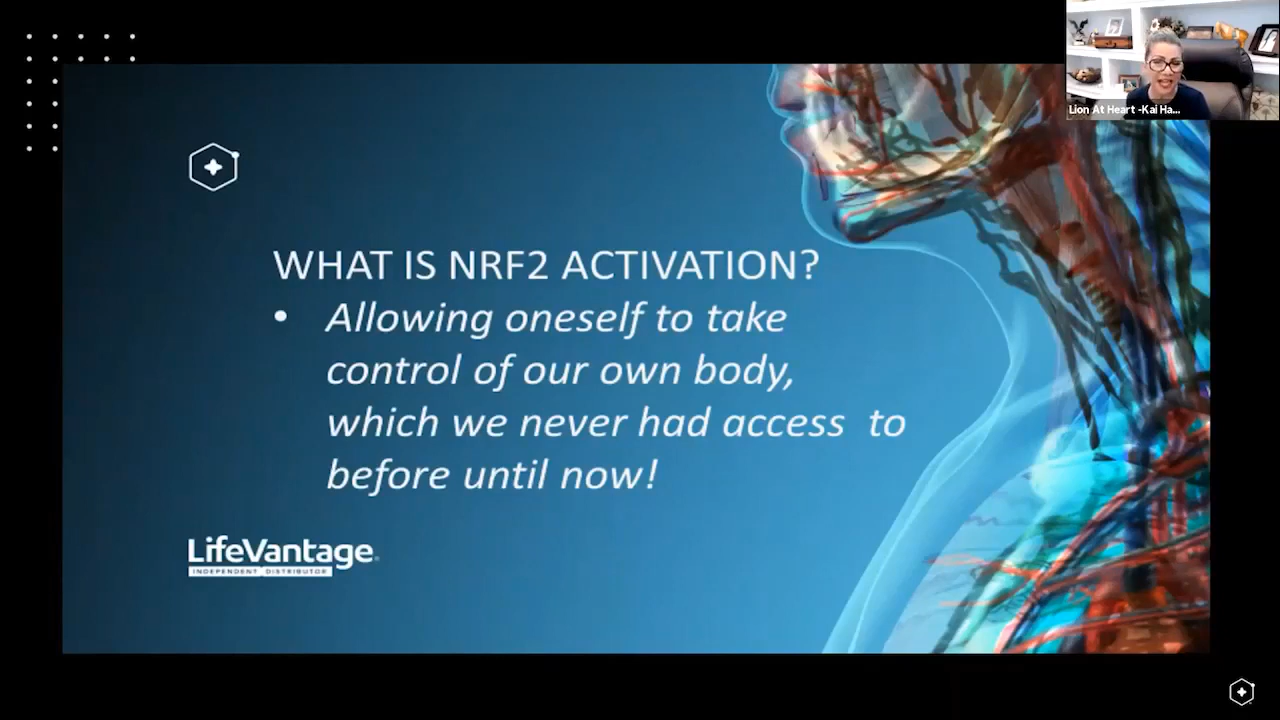 Lion At Heart -Kai Ha...
WHAT IS NRF2 ACTIVATION?
• Allowing oneself to take
control of our own body,
which we never had access to
before until now!
LifeVantage
INDEPENDENT DISTRIBUTOR